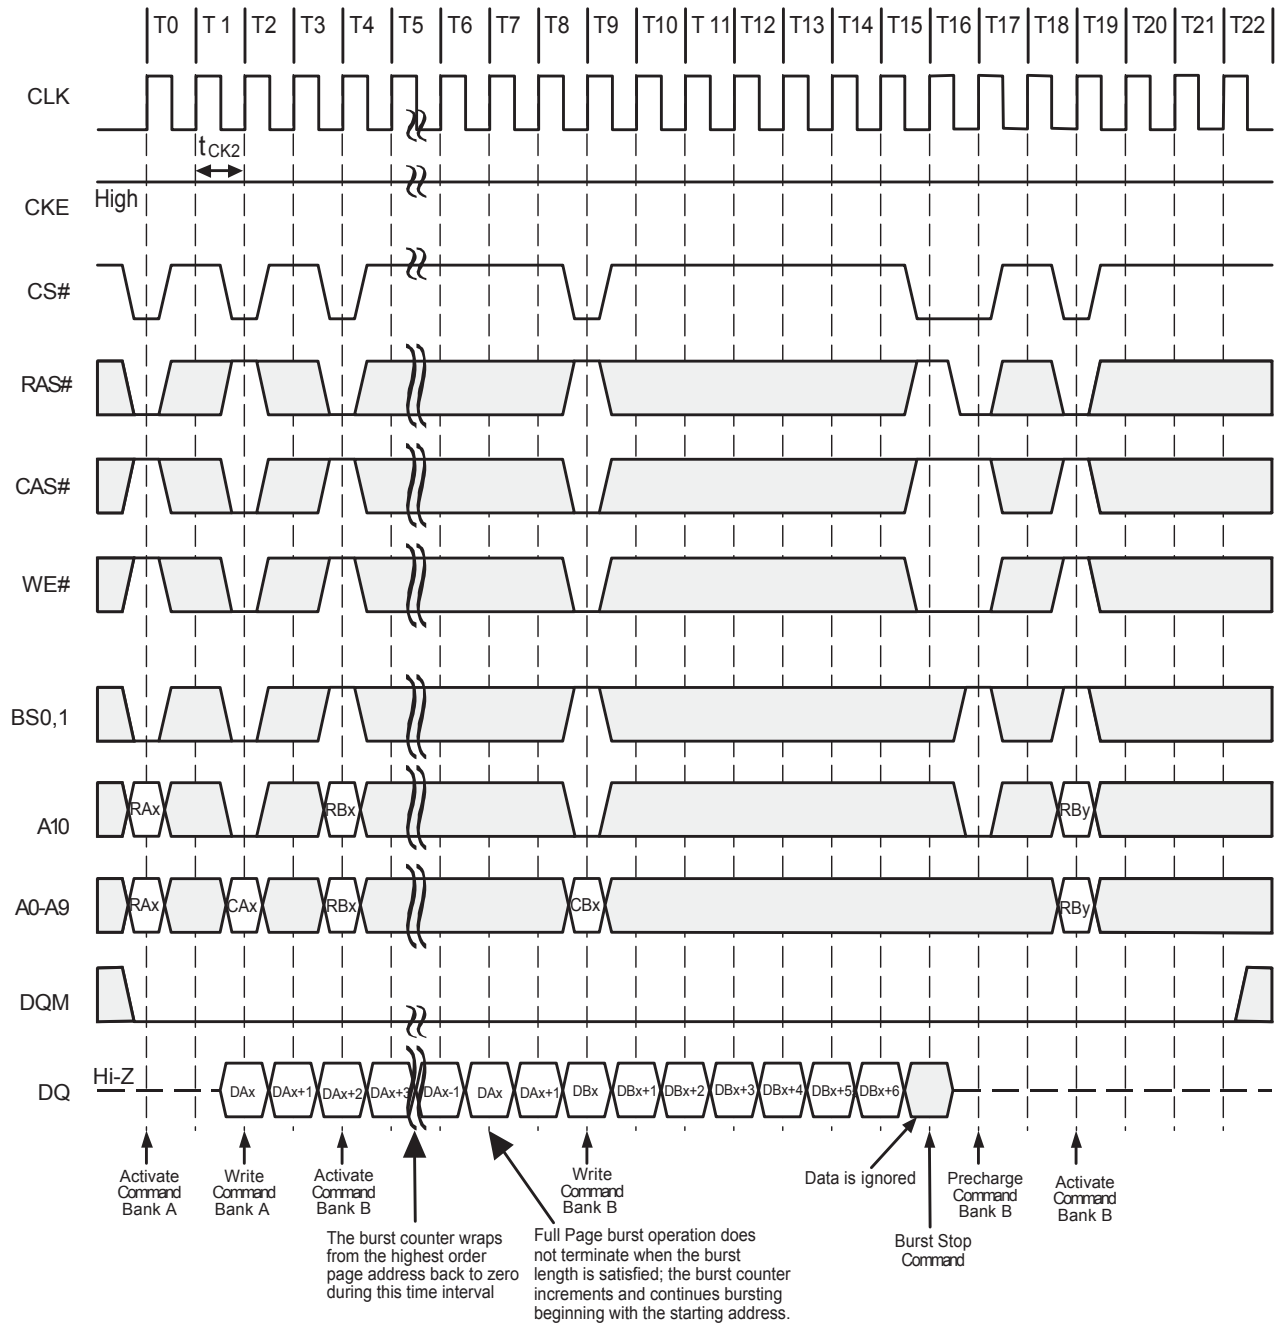 T0 T 1 T2 T3 T4 T5 T6 T7 T8 T9 T10 T 11 T12 T13 T14 T15 T16 T17 T18 T19 T20 T21 T22
CLK
tCK2
High
CKE
CS#
RAS#
CAS#
WE#
BS0,1
RAx RBx RBy
A10
A0-A9 RAx CAx RBx CBx RBy
DQM
Hi-Z
DQ DAx DAx+1 DAx+2 DAx+3 DAx-1 DAx DAx+1 DBx DBx+1 DBx+2 DBx+3 DBx+4 DBx+5 DBx+6
Activate
Command
Bank A
Write
Command
Bank A
Activate
Command
Bank B
The burst counter wraps
from the highest order
page address back to zero
during this time interval
Full Page burst operation does
not terminate when the burst
length is satisfied; the burst counter
increments and continues bursting
beginning with the starting address.
Write
Command
Bank B
Data is ignored
Burst Stop
Command
Precharge
Command
Bank B
Activate
Command
Bank B